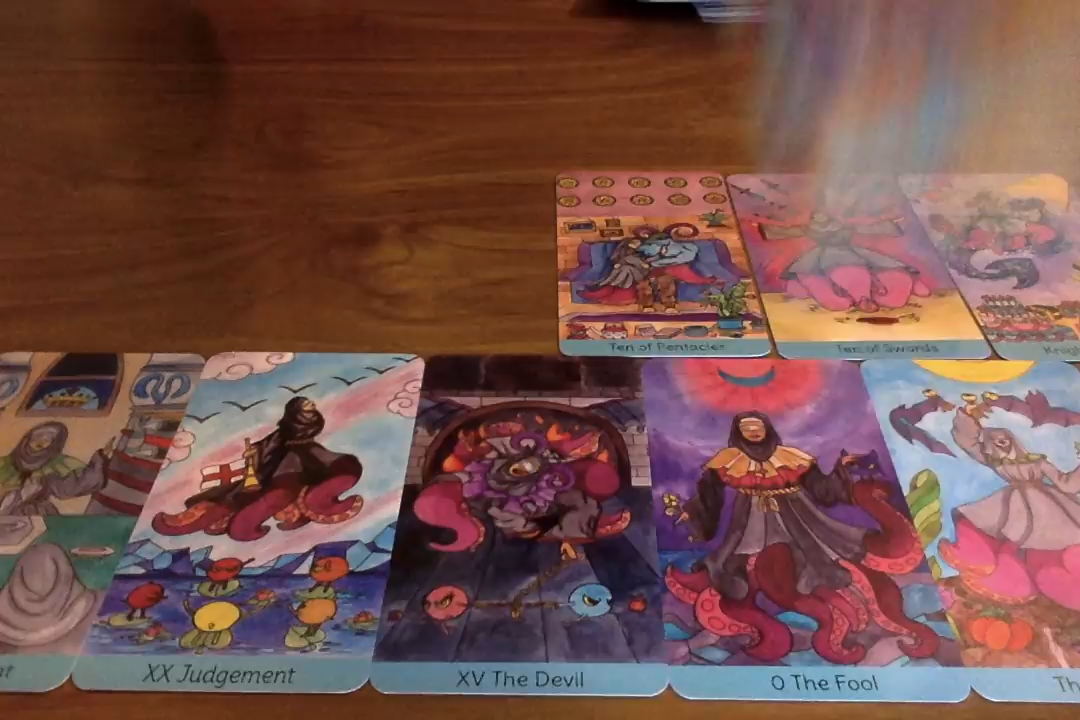 Ten of Pentacles
Ten of Swords
XX Judgement
XV The Devil
0 The Fool